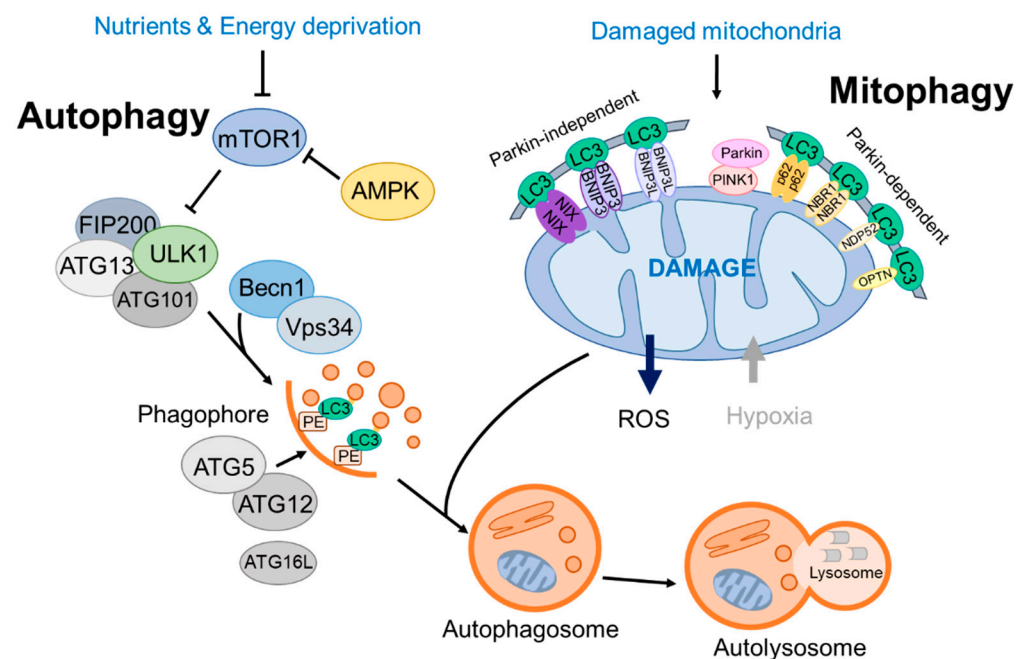 Nutrients & Energy deprivation
Damaged mitochondria
Autophagy
Mitophagy
mTOR1
AMPK
FIP200
ULK1
ATG13
ATG101
Becn1
Vps34
Parkin-independent
LC3
LC3
LC3
NIX
NIX
BNIP3
BNIP3
BNIP3L
BNIP3L
Parkin
PINK1
Parkin-dependent
LC3
LC3
LC3
LC3
p62
p62
NBR1
NBR1
NDP52
OPTN
DAMAGE
ROS
Hypoxia
Phagophore
LC3
PE
LC3
PE
ATG5
ATG12
ATG16L
Autophagosome
Lysosome
Autolysosome